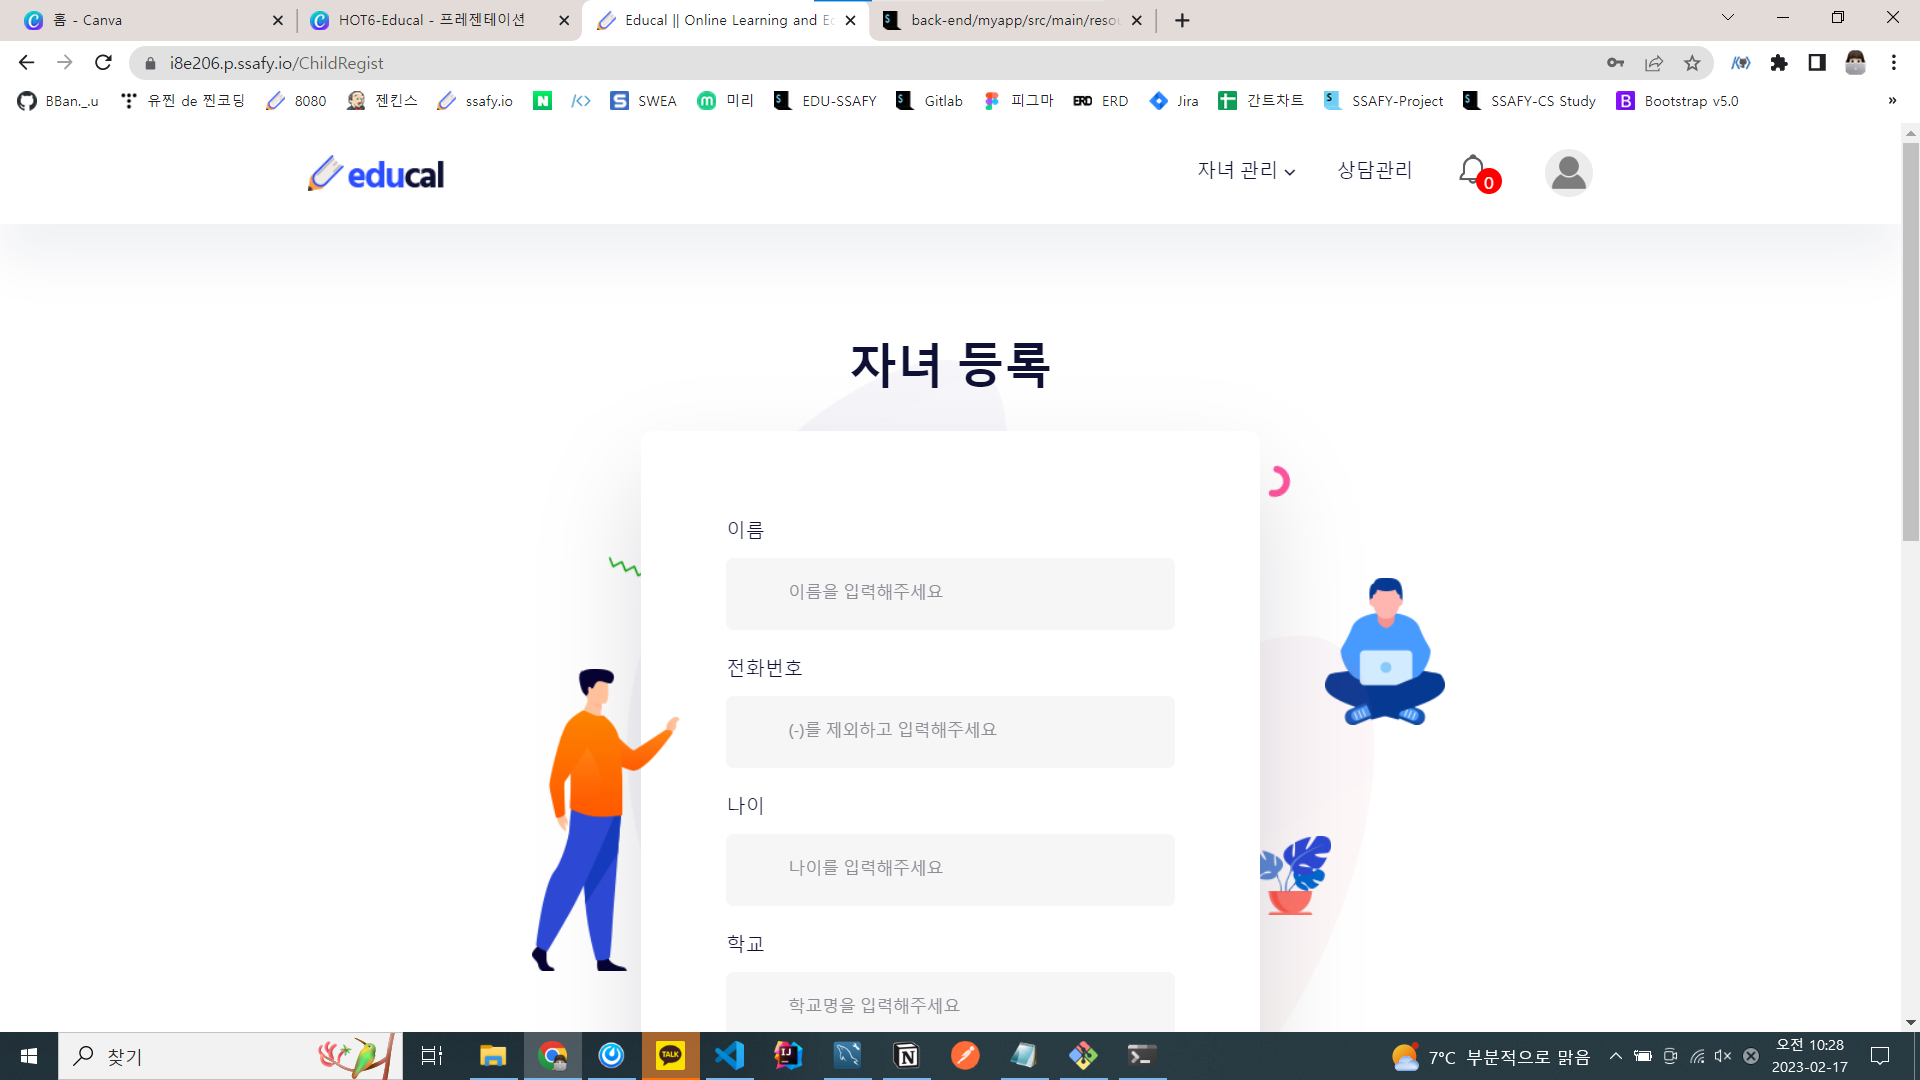 홈 - Canva
HOT6-Educal - 프레젠테이션
Educal || Online Learning and Ec
back-end/myapp/src/main/resou
i8e206.p.ssafy.io/ChildRegist
BBan._.u
유찐 de 찐코딩
8080
젠킨스
ssafy.io
SWEA
미리
EDU-SSAFY
Gitlab
피그마
ERD
ERD
Jira
간트차트
SSAFY-Project
SSAFY-CS Study
Bootstrap v5.0
»
educal
자녀 관리
상담관리
0
자녀 등록
이름
이름을 입력해주세요
전화번호
(-)를 제외하고 입력해주세요
나이
나이를 입력해주세요
학교
학교명을 입력해주세요
찾기
TALK
7°C 부분적으로 맑음
오전 10:28
2023-02-17